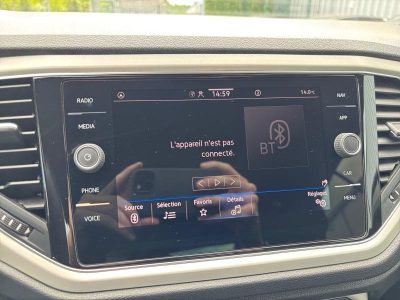 14:59
14.0°C
RADIO
NAV
MEDIA
APP
L'appareil n'est pas
connecté.
BT
PHONE
CAR
VOICE
MENU
Source
Sélection
Favoris
Détails
Réglages